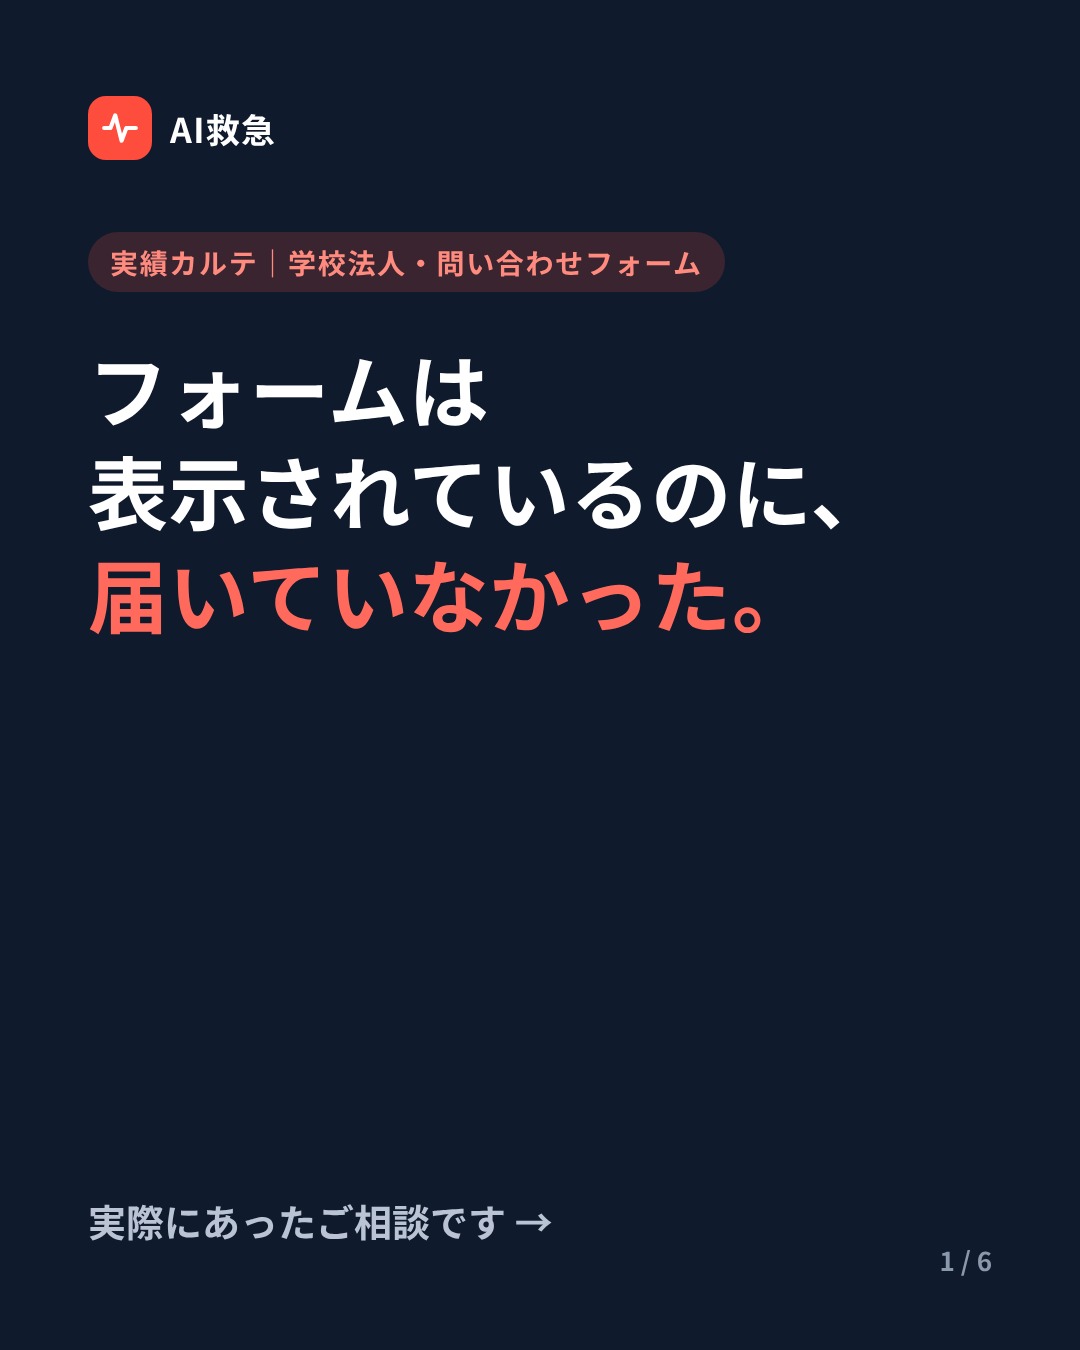 AI救急
実績カルテ｜学校法人・問い合わせフォーム
フォームは
表示されているのに、
届いていなかった。
実際にあったご相談です →
1 / 6